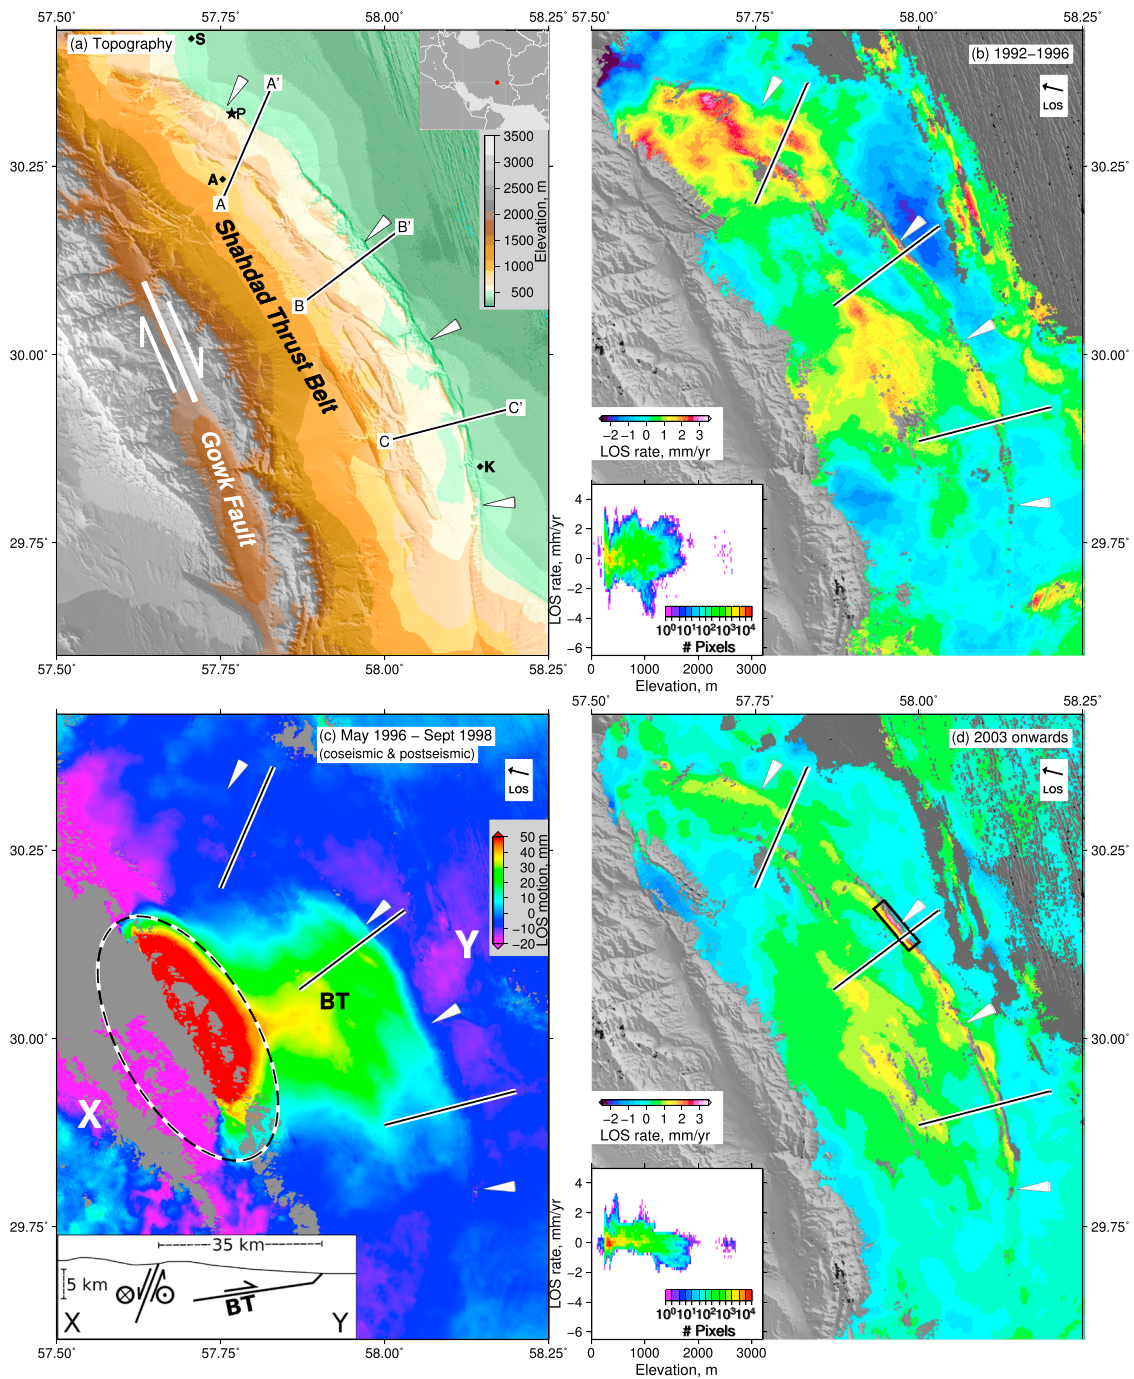 57.50°
57.75°
58.00°
58.25°
57.50°
57.75°
58.00°
58.25°
(a) Topography
S
A'
P
A
A
B'
B
C'
C
K
Shahdad Thrust Belt
Gowk Fault
3500
3000
2500
2000
1500
1000
500
Elevation, m
30.25°
30.00°
29.75°
57.50°
57.75°
58.00°
58.25°
(b) 1992−1996
LOS
30.25°
30.00°
29.75°
−2 −1 0 1 2 3
LOS rate, mm/yr
4
2
0
−2
−4
−6
LOS rate, mm/yr
10⁰10¹10²10³10⁴
# Pixels
0 1000 2000 3000
Elevation, m
57.50°
57.75°
58.00°
58.25°
(c) May 1996 − Sept 1998
(coseismic & postseismic)
LOS
50
40
30
20
10
0
−10
−20
LOS motion, mm
30.25°
30.00°
29.75°
Y
BT
X
35 km
5 km
BT
X
Y
57.50°
57.75°
58.00°
58.25°
(d) 2003 onwards
LOS
30.25°
30.00°
29.75°
−2 −1 0 1 2 3
LOS rate, mm/yr
4
2
0
−2
−4
−6
LOS rate, mm/yr
10⁰10¹10²10³10⁴
# Pixels
0 1000 2000 3000
Elevation, m